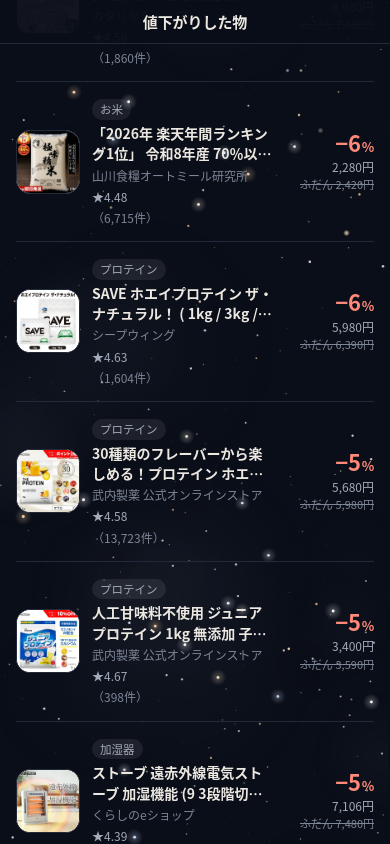 値下がりした物
（1,860件）
お米
「2026年 楽天年間ランキン
グ1位」 令和8年産 70％以…
山川食糧オートミール研究所
★4.48
（6,715件）
−6%
2,280円
ふだん 2,420円
プロテイン
SAVE ホエイプロテイン ザ・
ナチュラル！ ( 1kg / 3kg /…
シープウィング
★4.63
（1,604件）
−6%
5,980円
ふだん 6,390円
プロテイン
30種類のフレーバーから楽
しめる！プロテイン ホエ…
武内製薬 公式オンラインストア
★4.58
（13,723件）
−5%
5,680円
ふだん 5,980円
プロテイン
人工甘味料不使用 ジュニア
プロテイン 1kg 無添加 子…
武内製薬 公式オンラインストア
★4.67
（398件）
−5%
3,400円
ふだん 3,590円
加湿器
ストーブ 遠赤外線電気スト
ーブ 加湿機能 (9 3段階切…
くらしのeショップ
★4.39
−5%
7,106円
ふだん 7,480円